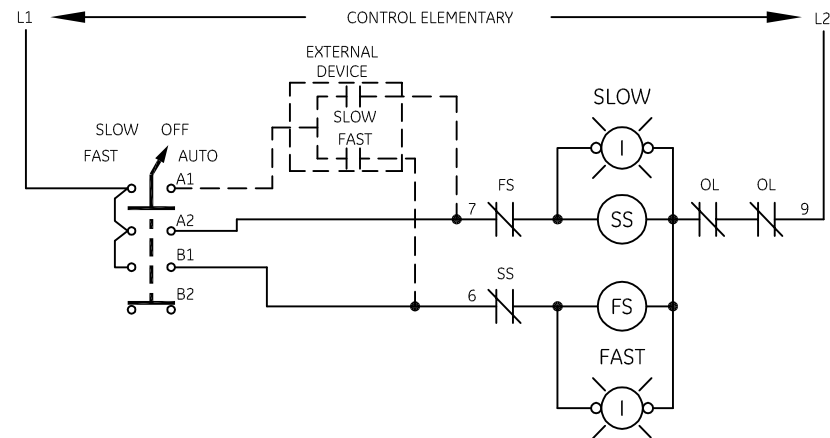 L1 CONTROL ELEMENTARY L2
EXTERNAL
DEVICE
SLOW
SLOW OFF
SLOW
FAST
FAST AUTO
I
A1
FS
OL OL
7
9
A2
SS
B1
SS
6
B2
FS
FAST
I